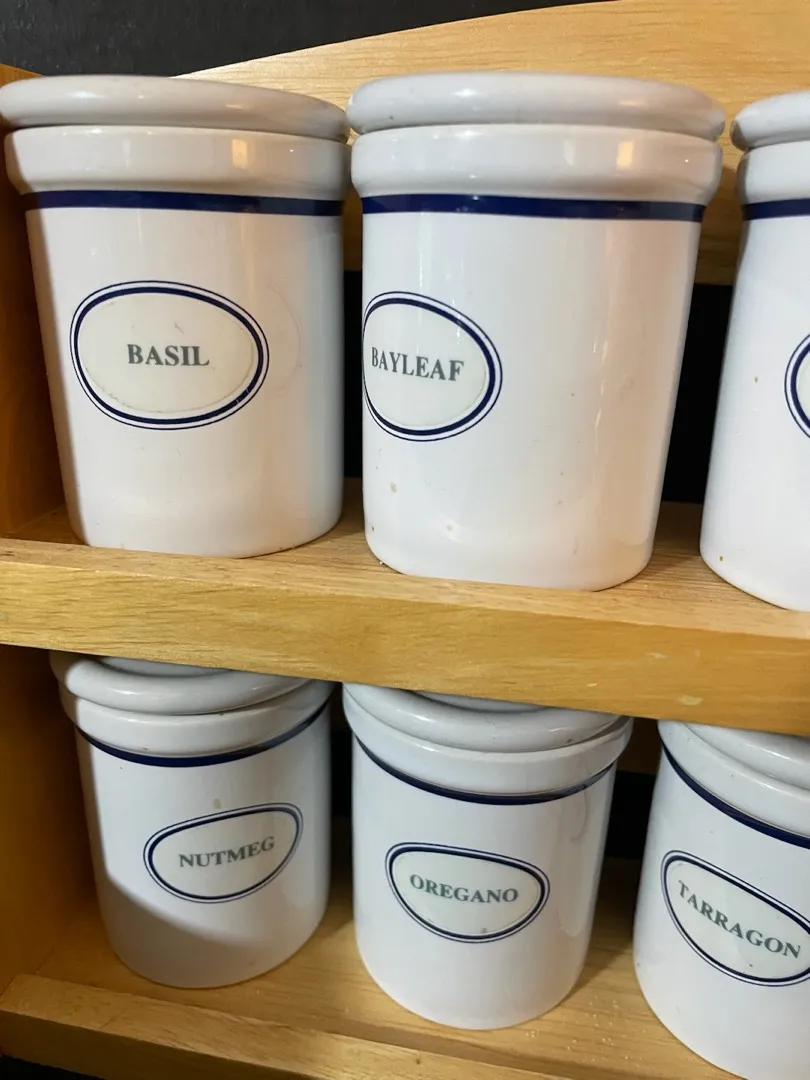 BASIL
BAYLEAF
NUTMEG
OREGANO
TARRAGON